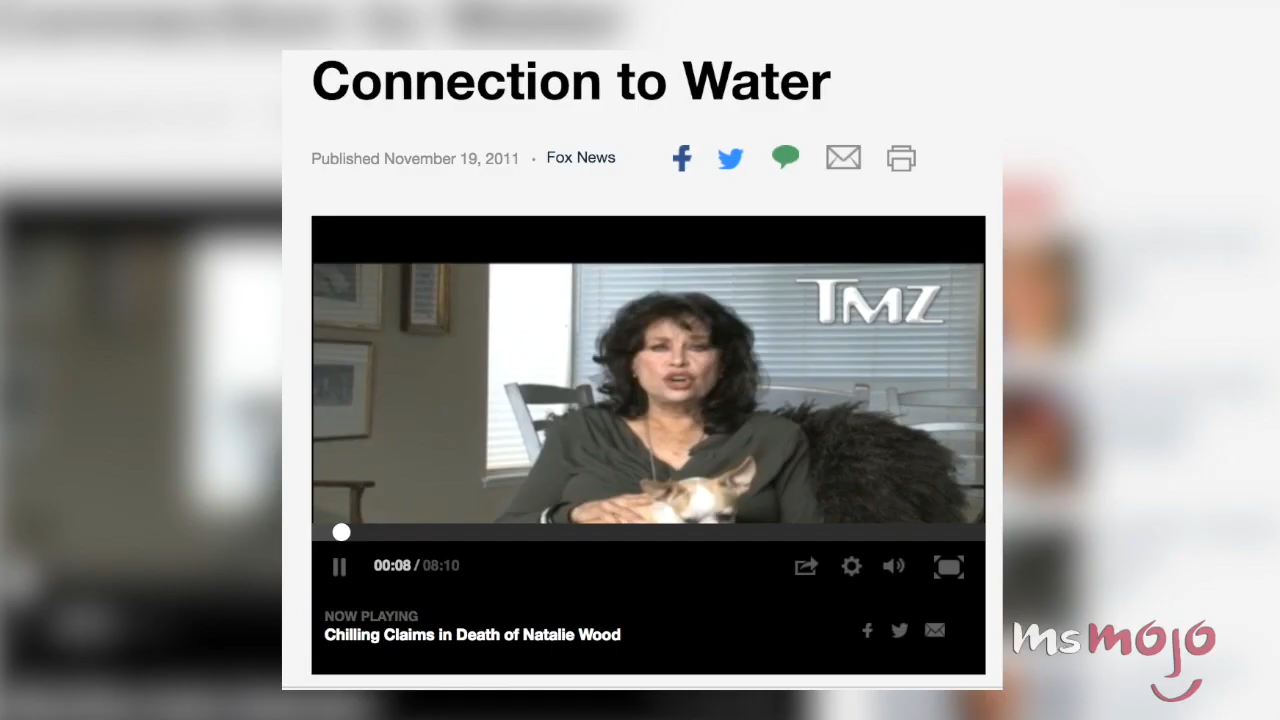 Connection to Water
Published November 19, 2011 · Fox News
TMZ
00:08 / 08:10
NOW PLAYING
Chilling Claims in Death of Natalie Wood
msmojo